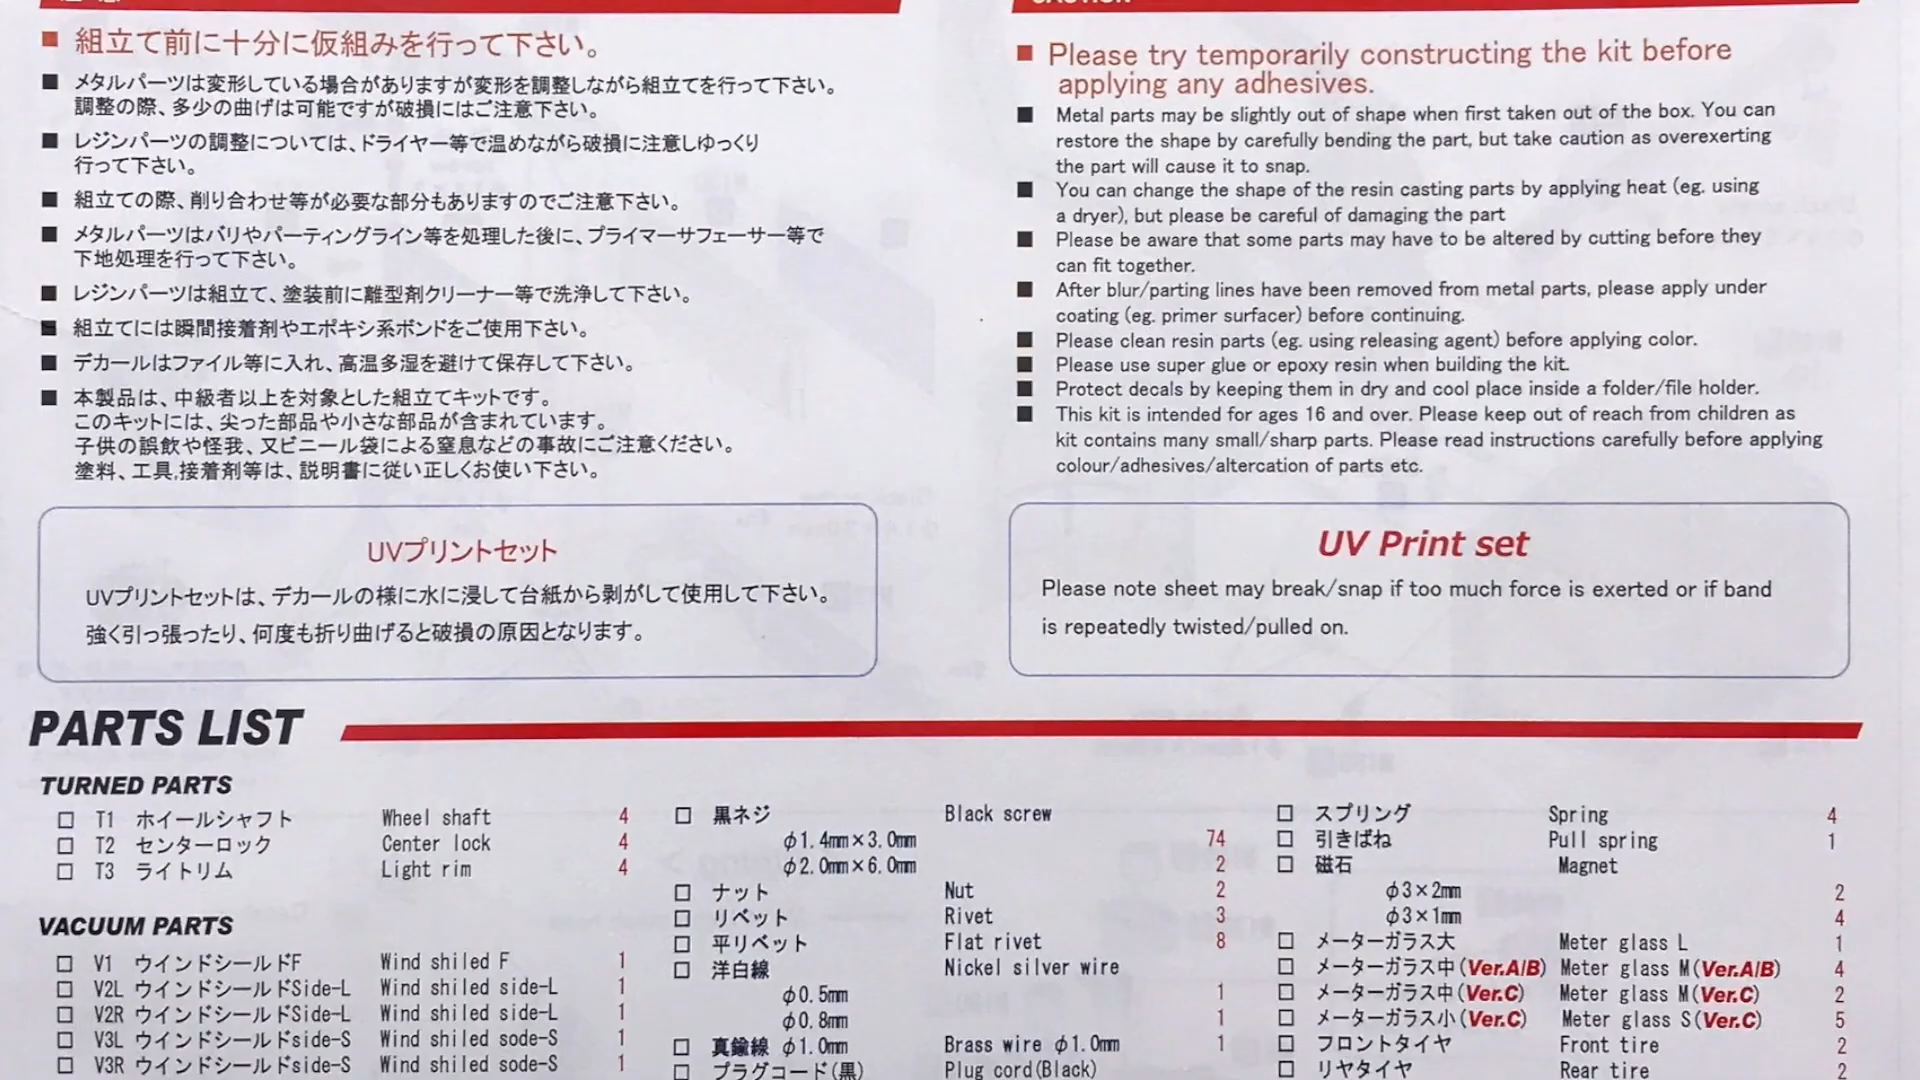 CAUTION
■ 組立て前に十分に仮組みを行って下さい。
■ メタルパーツは変形している場合がありますが変形を調整しながら組立てを行って下さい。
調整の際、多少の曲げは可能ですが破損にはご注意下さい。
■ レジンパーツの調整については、ドライヤー等で温めながら破損に注意しゆっくり
行って下さい。
■ 組立ての際、削り合わせ等が必要な部分もありますのでご注意下さい。
■ メタルパーツはバリやパーティングライン等を処理した後に、プライマーサフェーサー等で
下地処理を行って下さい。
■ レジンパーツは組立て、塗装前に離型剤クリーナー等で洗浄して下さい。
■ 組立てには瞬間接着剤やエポキシ系ボンドをご使用下さい。
■ デカールはファイル等に入れ、高温多湿を避けて保存して下さい。
■ 本製品は、中級者以上を対象とした組立てキットです。
このキットには、尖った部品や小さな部品が含まれています。
子供の誤飲や怪我、又ビニール袋による窒息などの事故にご注意ください。
塗料、工具,接着剤等は、説明書に従い正しくお使い下さい。
■ Please try temporarily constructing the kit before
applying any adhesives.
■ Metal parts may be slightly out of shape when first taken out of the box. You can
restore the shape by carefully bending the part, but take caution as overexerting
the part will cause it to snap.
■ You can change the shape of the resin casting parts by applying heat (eg. using
a dryer), but please be careful of damaging the part
■ Please be aware that some parts may have to be altered by cutting before they
can fit together.
■ After blur/parting lines have been removed from metal parts, please apply under
coating (eg. primer surfacer) before continuing.
■ Please clean resin parts (eg. using releasing agent) before applying color.
■ Please use super glue or epoxy resin when building the kit.
■ Protect decals by keeping them in dry and cool place inside a folder/file holder.
■ This kit is intended for ages 16 and over. Please keep out of reach from children as
kit contains many small/sharp parts. Please read instructions carefully before applying
colour/adhesives/altercation of parts etc.
UVプリントセット
UVプリントセットは、デカールの様に水に浸して台紙から剥がして使用して下さい。
強く引っ張ったり、何度も折り曲げると破損の原因となります。
UV Print set
Please note sheet may break/snap if too much force is exerted or if band
is repeatedly twisted/pulled on.
PARTS LIST
TURNED PARTS
□ T1 ホイールシャフト Wheel shaft 4
□ T2 センターロック Center lock 4
□ T3 ライトリム Light rim 4
VACUUM PARTS
□ V1 ウインドシールドF Wind shiled F 1
□ V2L ウインドシールドSide-L Wind shiled side-L 1
□ V2R ウインドシールドSide-L Wind shiled side-L 1
□ V3L ウインドシールドside-S Wind shiled sode-S 1
□ V3R ウインドシールドside-S Wind shiled sode-S 1
□ 黒ネジ Black screw
φ1.4mm×3.0mm 74
φ2.0mm×6.0mm 2
□ ナット Nut 2
□ リベット Rivet 3
□ 平リベット Flat rivet 8
□ 洋白線 Nickel silver wire
φ0.5mm 1
φ0.8mm 1
□ 真鍮線 φ1.0mm Brass wire φ1.0mm 1
□ プラグコード(黒) Plug cord(Black)
□ スプリング Spring 4
□ 引きばね Pull spring 1
□ 磁石 Magnet
φ3×2mm 2
φ3×1mm 4
□ メーターガラス大 Meter glass L 1
□ メーターガラス中(Ver.A/B) Meter glass M(Ver.A/B) 4
□ メーターガラス中(Ver.C) Meter glass M(Ver.C) 2
□ メーターガラス小(Ver.C) Meter glass S(Ver.C) 5
□ フロントタイヤ Front tire 2
□ リヤタイヤ Rear tire 2